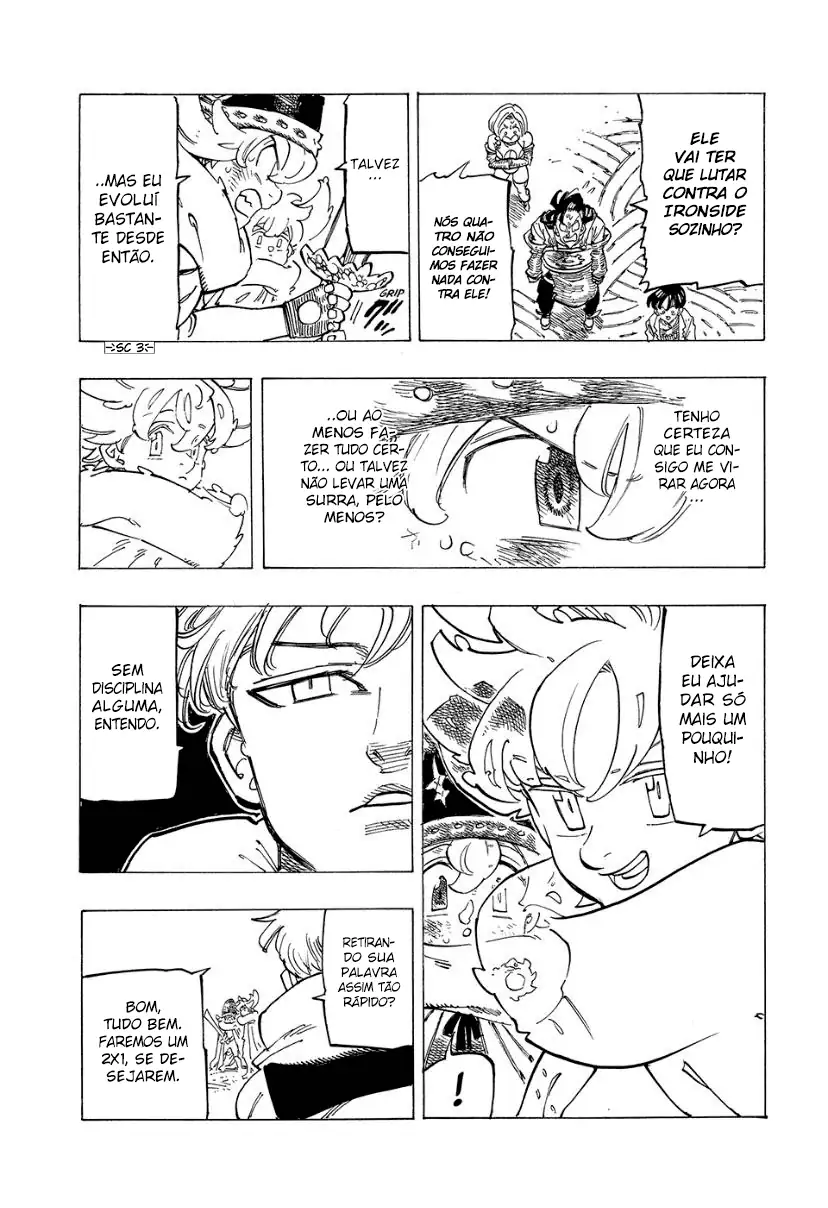 ELE
VAI TER
QUE LUTAR
CONTRA O
IRONSIDE
SOZINHO?
NÓS QUA-
TRO NÃO
CONSEGUI-
MOS FAZER
NADA CON-
TRA ELE!
TALVEZ
...
..MAS EU
EVOLUÍ
BASTAN-
TE DESDE
ENTÃO.
GRIP
SC 3
TENHO
CERTEZA
QUE EU CON-
SIGO ME VI-
RAR AGORA
...
..OU AO
MENOS FA-
ZER TUDO CER-
TO... OU TALVEZ
NÃO LEVAR UMA
SURRA, PELO
MENOS?
DEIXA
EU AJU-
DAR SÓ
MAIS UM
POUQUI-
NHO!
!
SEM
DISCIPLINA
ALGUMA,
ENTENDO.
RETIRAN-
DO SUA
PALAVRA
ASSIM TÃO
RÁPIDO?
BOM,
TUDO BEM.
FAREMOS UM
2X1, SE DE-
SEJAREM.